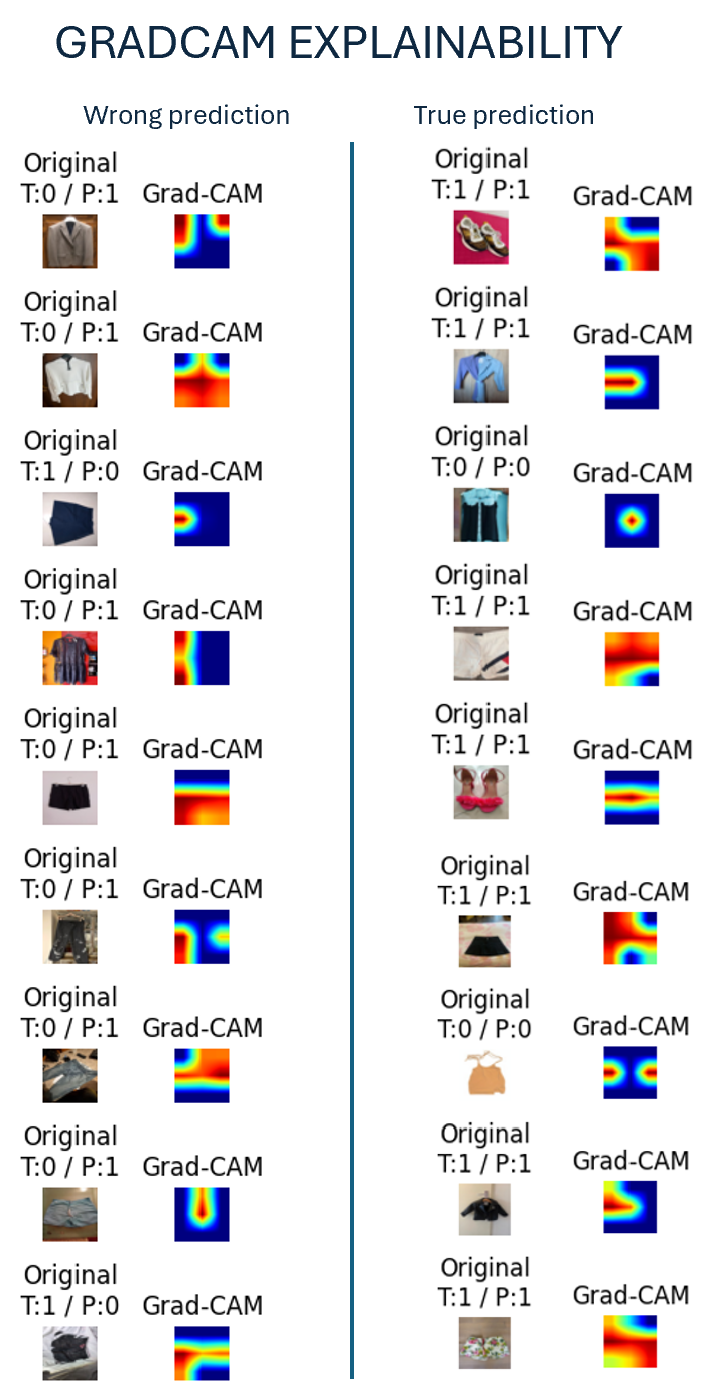 GRADCAM EXPLAINABILITY
Wrong prediction
Original
T:0 / P:1 Grad-CAM
Original
T:0 / P:1 Grad-CAM
Original
T:1 / P:0 Grad-CAM
Original
T:0 / P:1 Grad-CAM
Original
T:0 / P:1 Grad-CAM
Original
T:0 / P:1 Grad-CAM
Original
T:0 / P:1 Grad-CAM
Original
T:0 / P:1 Grad-CAM
Original
T:1 / P:0 Grad-CAM
True prediction
Original
T:1 / P:1 Grad-CAM
Original
T:1 / P:1 Grad-CAM
Original
T:0 / P:0 Grad-CAM
Original
T:1 / P:1 Grad-CAM
Original
T:1 / P:1 Grad-CAM
Original
T:1 / P:1 Grad-CAM
Original
T:0 / P:0 Grad-CAM
Original
T:1 / P:1 Grad-CAM
Original
T:1 / P:1 Grad-CAM